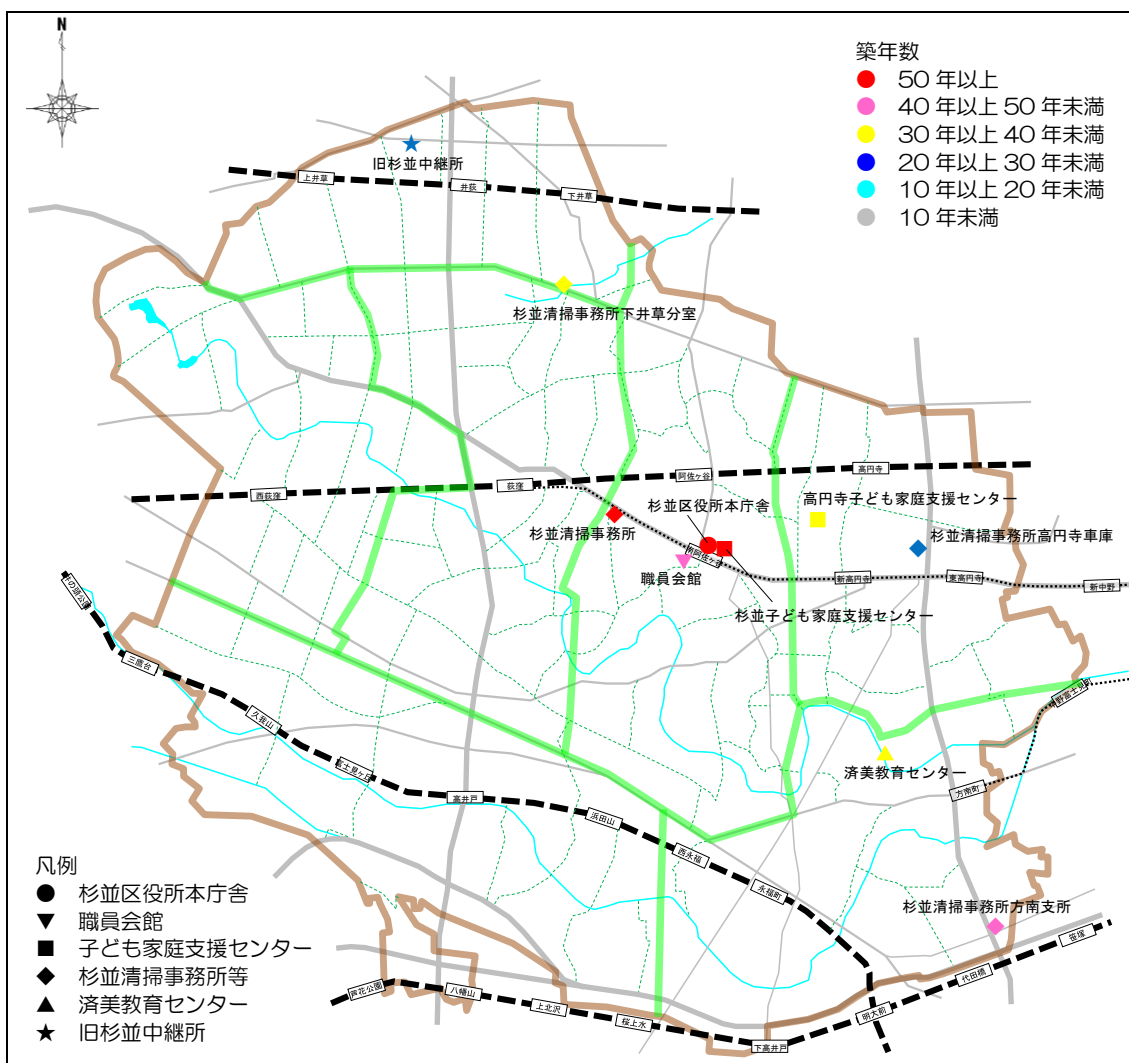 N
築年数
50 年以上
40 年以上 50 年未満
30 年以上 40 年未満
20 年以上 30 年未満
10 年以上 20 年未満
10 年未満
旧杉並中継所
上井草
井荻
下井草
杉並清掃事務所下井草分室
西荻窪
荻窪
阿佐ヶ谷
高円寺
杉並区役所本庁舎
高円寺子ども家庭支援センター
杉並清掃事務所
杉並清掃事務所高円寺車庫
南阿佐ヶ谷
職員会館
新高円寺
東高円寺
新中野
杉並子ども家庭支援センター
三鷹台
久我山
富士見ヶ丘
高井戸
浜田山
西永福
永福町
済美教育センター
方南町
杉並清掃事務所方南支所
笹塚
代田橋
明大前
下高井戸
桜上水
上北沢
八幡山
芦花公園
凡例
杉並区役所本庁舎
職員会館
子ども家庭支援センター
杉並清掃事務所等
済美教育センター
旧杉並中継所